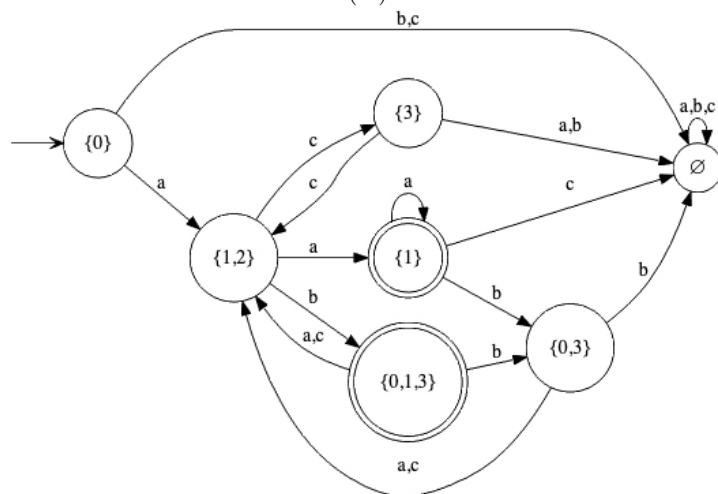 b,c
a,b,c
{3}
a,b
{0}
∅
c
a
c
c
a
{1,2}
a
{1}
b
b
b
a,c
{0,3}
b
{0,1,3}
a,c